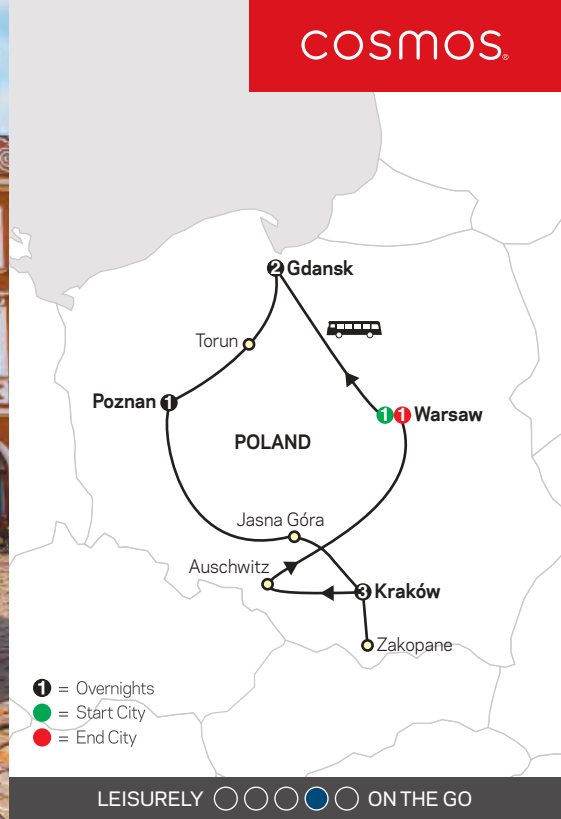 COSMOS®
2 Gdansk
Torun
Poznan 1
1 1 Warsaw
POLAND
Jasna Góra
Auschwitz
3 Kraków
Zakopane
1 = Overnights
= Start City
= End City
LEISURELY ON THE GO